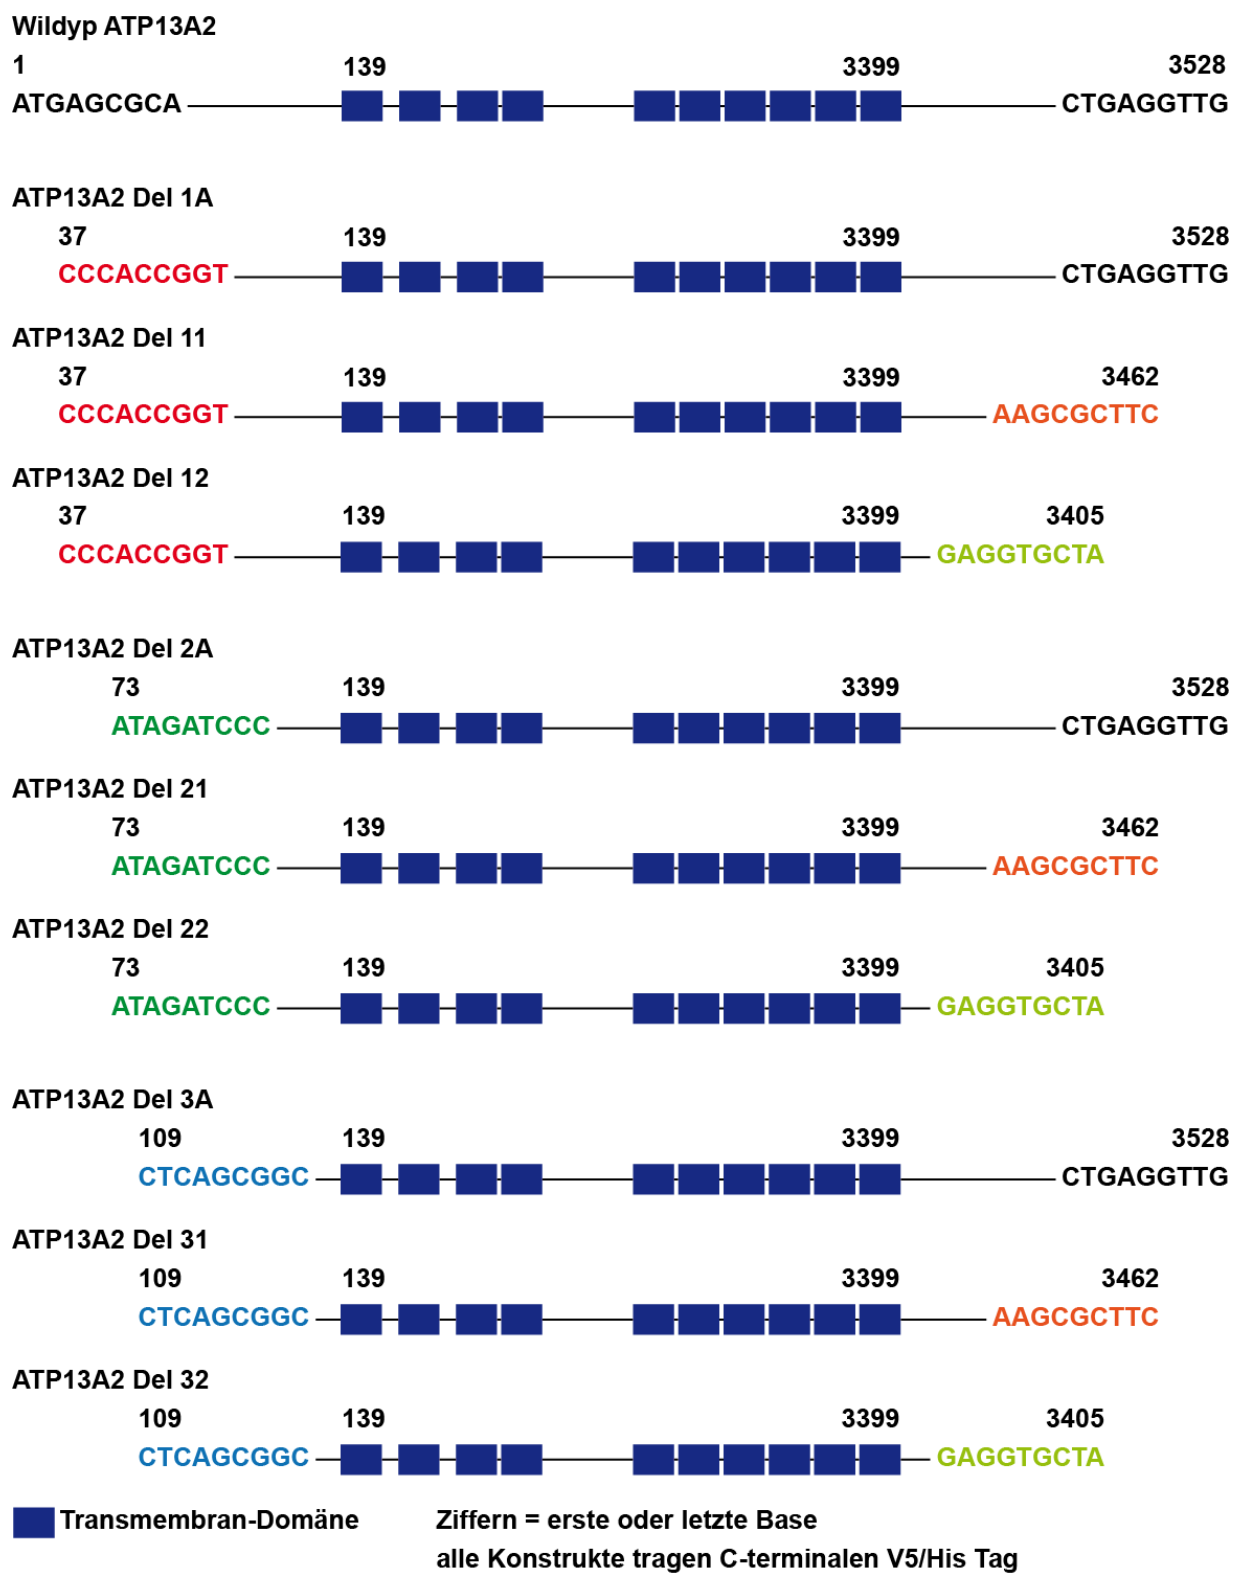 Wildyp ATP13A2
1 139 3399 3528
ATGAGCGCA CTGAGGTTG
ATP13A2 Del 1A
37 139 3399 3528
CCCACCGGT CTGAGGTTG
ATP13A2 Del 11
37 139 3399 3462
CCCACCGGT AAGCGCTTC
ATP13A2 Del 12
37 139 3399 3405
CCCACCGGT GAGGTGCTA
ATP13A2 Del 2A
73 139 3399 3528
ATAGATCCC CTGAGGTTG
ATP13A2 Del 21
73 139 3399 3462
ATAGATCCC AAGCGCTTC
ATP13A2 Del 22
73 139 3399 3405
ATAGATCCC GAGGTGCTA
ATP13A2 Del 3A
109 139 3399 3528
CTCAGCGGC CTGAGGTTG
ATP13A2 Del 31
109 139 3399 3462
CTCAGCGGC AAGCGCTTC
ATP13A2 Del 32
109 139 3399 3405
CTCAGCGGC GAGGTGCTA
Transmembran-Domäne Ziffern = erste oder letzte Base
alle Konstrukte tragen C-terminalen V5/His Tag